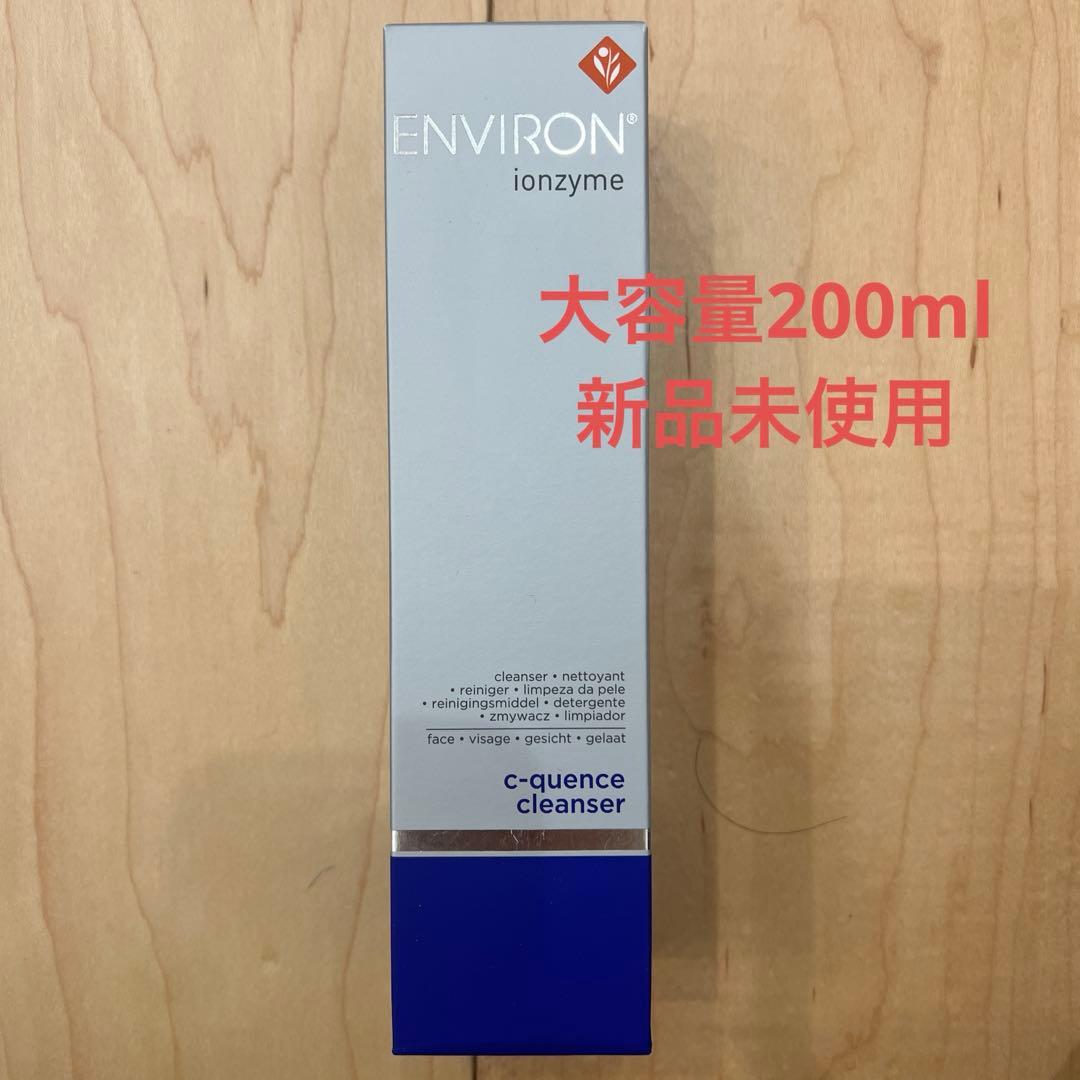 ENVIRON®
ionzyme
大容量200ml
新品未使用
cleanser • nettoyant
• reiniger • limpeza da pele
• reinigingsmiddel • detergente
• zmywacz • limpiador
face • visage • gesicht • gelaat
c-quence
cleanser